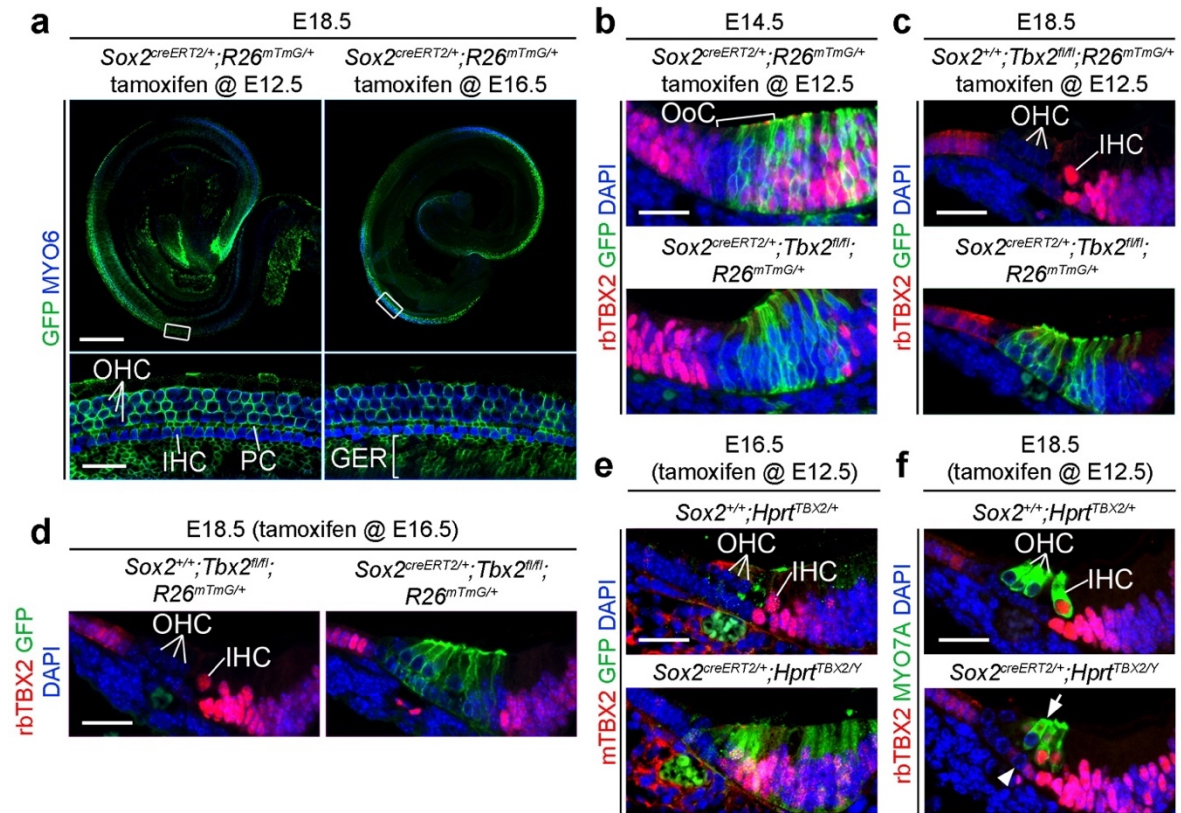 a
E18.5
Sox2creERT2/+;R26mTmG/+
tamoxifen @ E12.5
Sox2creERT2/+;R26mTmG/+
tamoxifen @ E16.5
GFP MYO6
OHC
IHC
PC
GER
b
E14.5
Sox2creERT2/+;R26mTmG/+
tamoxifen @ E12.5
rbTBX2 GFP DAPI
OoC
Sox2creERT2/+;Tbx2fl/fl;
R26mTmG/+
c
E18.5
Sox2+/+;Tbx2fl/fl;R26mTmG/+
tamoxifen @ E12.5
rbTBX2 GFP DAPI
OHC
IHC
Sox2creERT2/+;Tbx2fl/fl;
R26mTmG/+
d
E18.5 (tamoxifen @ E16.5)
Sox2+/+;Tbx2fl/fl;
R26mTmG/+
Sox2creERT2/+;Tbx2fl/fl;
R26mTmG/+
rbTBX2 GFP
DAPI
OHC
IHC
e
E16.5
(tamoxifen @ E12.5)
Sox2+/+;HprtTBX2/+
mTBX2 GFP DAPI
OHC
IHC
Sox2creERT2/+;HprtTBX2/Y
f
E18.5
(tamoxifen @ E12.5)
Sox2+/+;HprtTBX2/+
rbTBX2 MYO7A DAPI
OHC
IHC
Sox2creERT2/+;HprtTBX2/Y